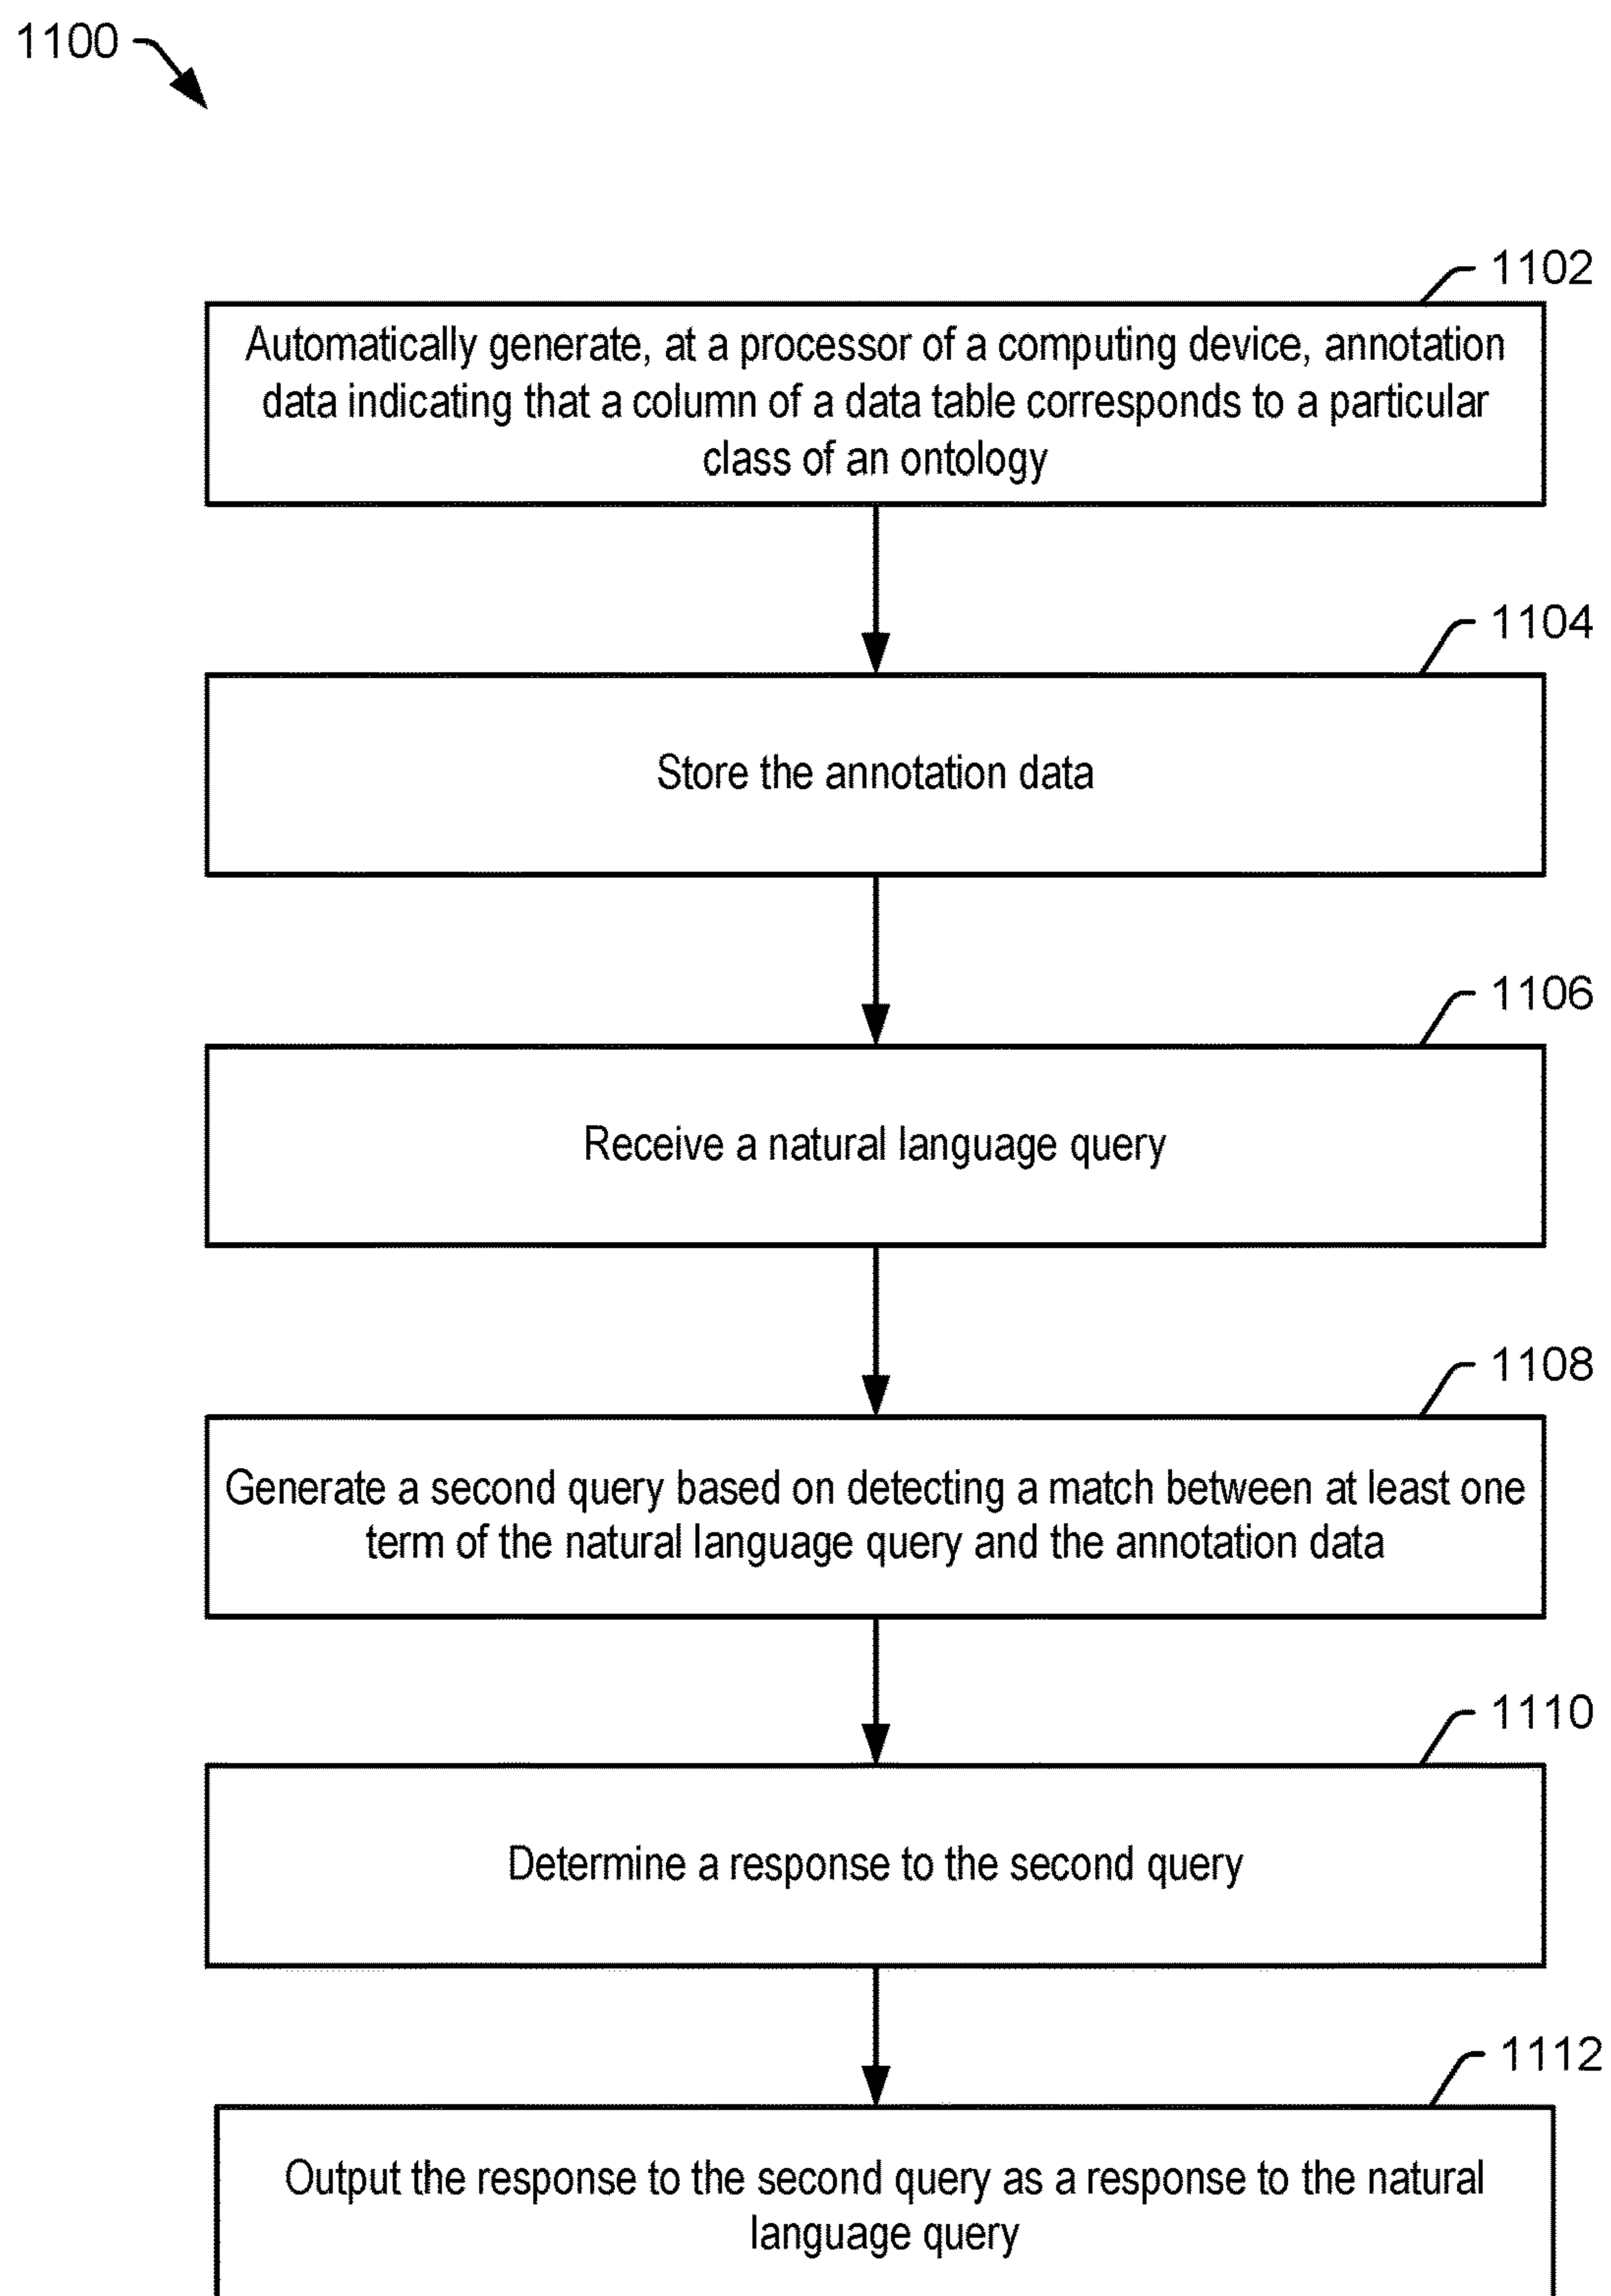 1100
1102
Automatically generate, at a processor of a computing device, annotation
data indicating that a column of a data table corresponds to a particular
class of an ontology
1104
Store the annotation data
1106
Receive a natural language query
1108
Generate a second query based on detecting a match between at least one
term of the natural language query and the annotation data
1110
Determine a response to the second query
1112
Output the response to the second query as a response to the natural
language query